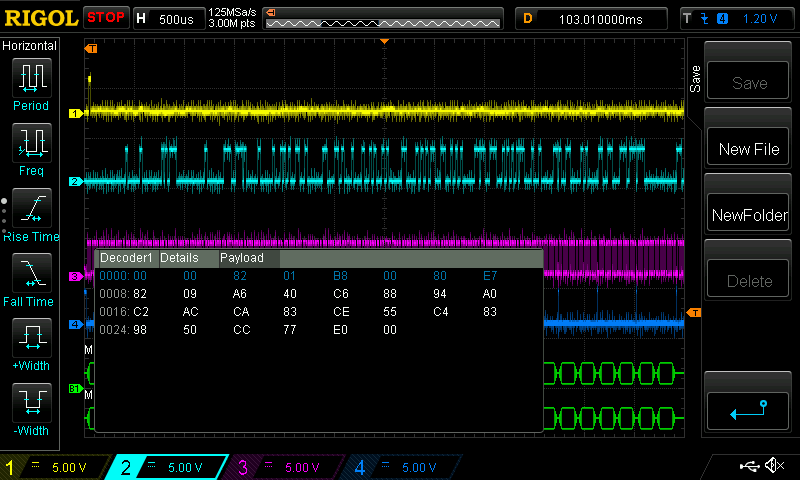 RIGOL STOP H 500us 125MSa/s 3.00M pts D 103.010000ms T 4 1.20 V
Horizontal
Period
Freq
Rise Time
Fall Time
+Width
-Width
T
1
2
3
4
B1
M
M
T
Decoder1 Details Payload
0000: 00 00 82 01 B8 00 80 E7
0008: 82 09 A6 40 C6 88 94 A0
0016: C2 AC CA 83 CE 55 C4 83
0024: 98 50 CC 77 E0 00
Save
Save
New File
NewFolder
Delete
1 5.00 V 2 5.00 V 3 5.00 V 4 5.00 V